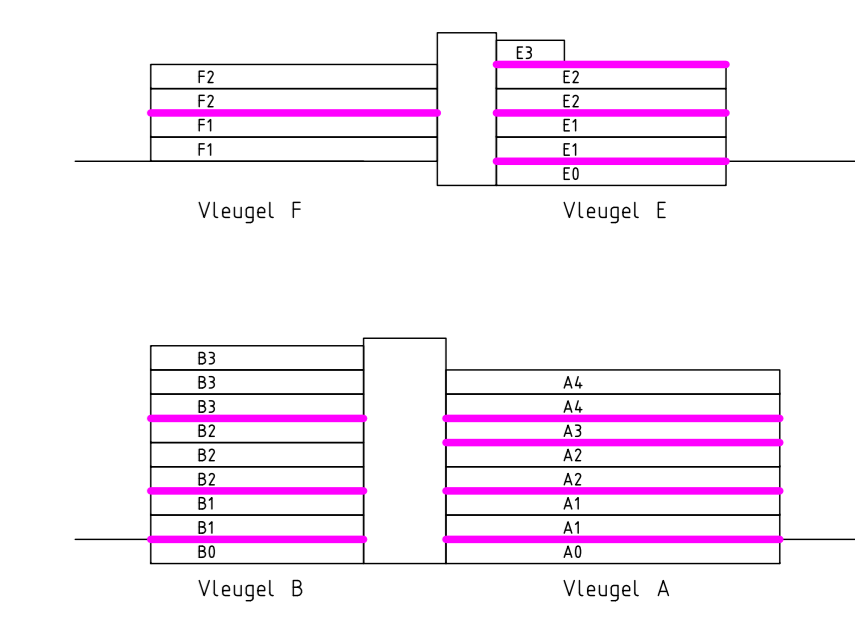 E3
F2 E2
F2 E2
F1 E1
F1 E1
E0
Vleugel F Vleugel E
B3
B3 A4
B3 A4
B2 A3
B2 A2
B2 A2
B1 A1
B1 A1
B0 A0
Vleugel B Vleugel A